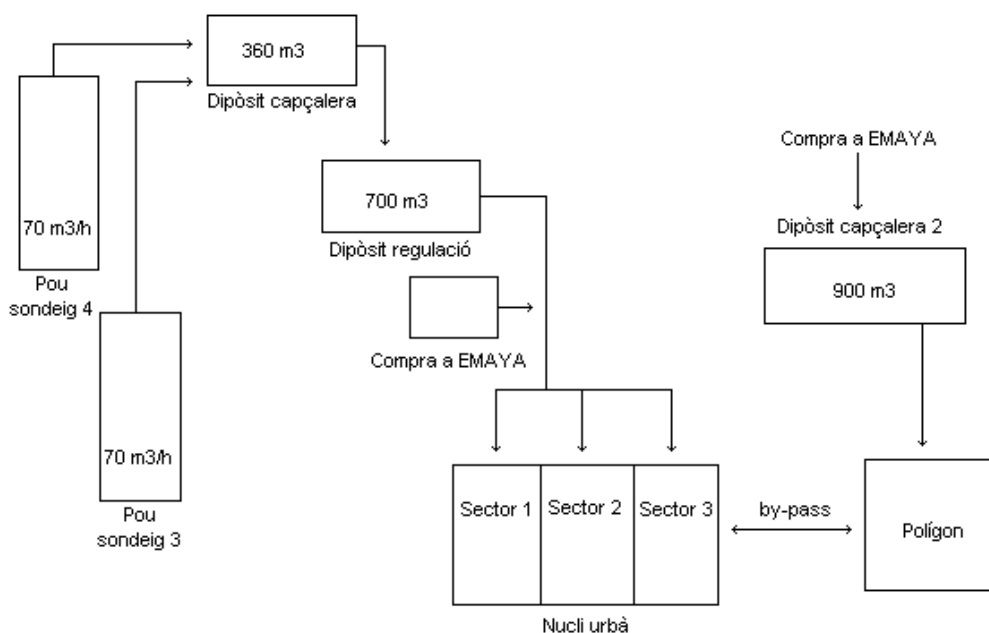 360 m3
Dipòsit capçalera
70 m3/h
Pou
sondeig 4
700 m3
Dipòsit regulació
Compra a EMAYA
Dipòsit capçalera 2
900 m3
Compra a EMAYA
70 m3/h
Pou
sondeig 3
Sector 1
Sector 2
Sector 3
by-pass
Polígon
Nucli urbà